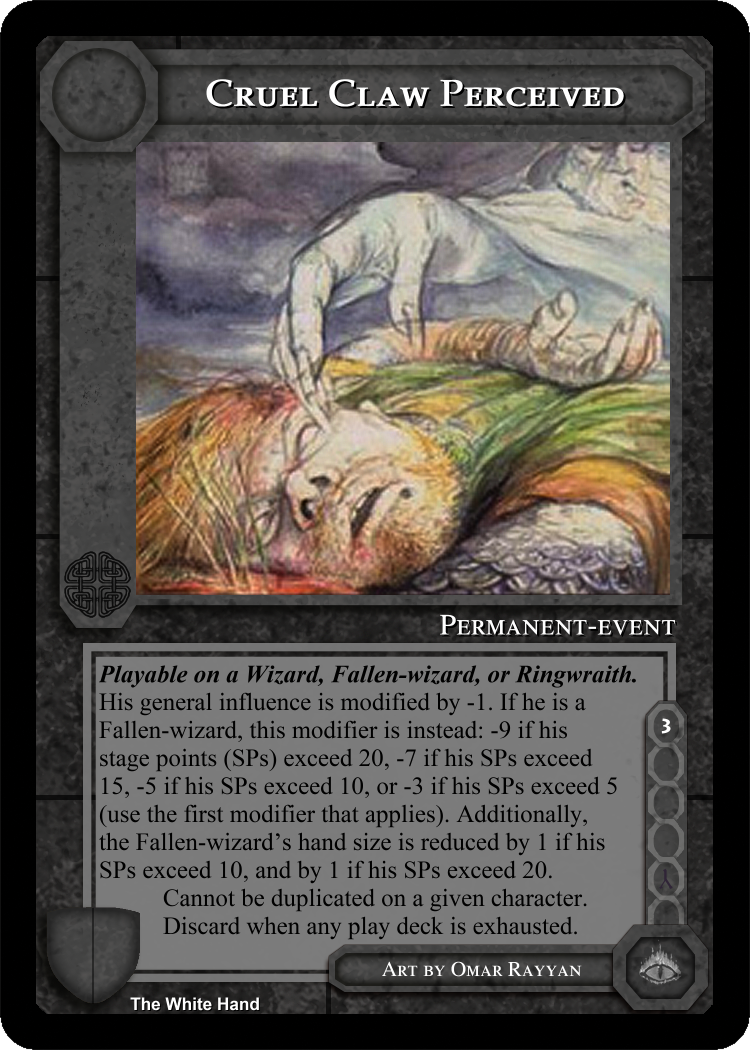 Cruel Claw Perceived
Permanent-event
Playable on a Wizard, Fallen-wizard, or Ringwraith.
His general influence is modified by -1. If he is a
Fallen-wizard, this modifier is instead: -9 if his
stage points (SPs) exceed 20, -7 if his SPs exceed
15, -5 if his SPs exceed 10, or -3 if his SPs exceed 5
(use the first modifier that applies). Additionally,
the Fallen-wizard's hand size is reduced by 1 if his
SPs exceed 10, and by 1 if his SPs exceed 20.
Cannot be duplicated on a given character.
Discard when any play deck is exhausted.
3
Art by Omar Rayyan
The White Hand